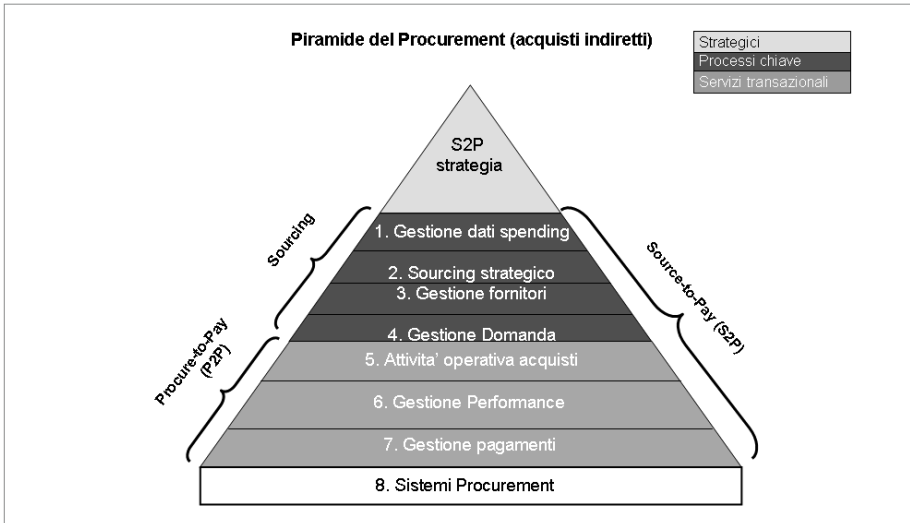 Piramide del Procurement (acquisti indiretti)
Strategici
Processi chiave
Servizi transazionali
S2P
strategia
Sourcing
1. Gestione dati spending
2. Sourcing strategico
3. Gestione fornitori
4. Gestione Domanda
Source-to-Pay (S2P)
Procure-to-Pay
(P2P)
5. Attivita' operativa acquisti
6. Gestione Performance
7. Gestione pagamenti
8. Sistemi Procurement